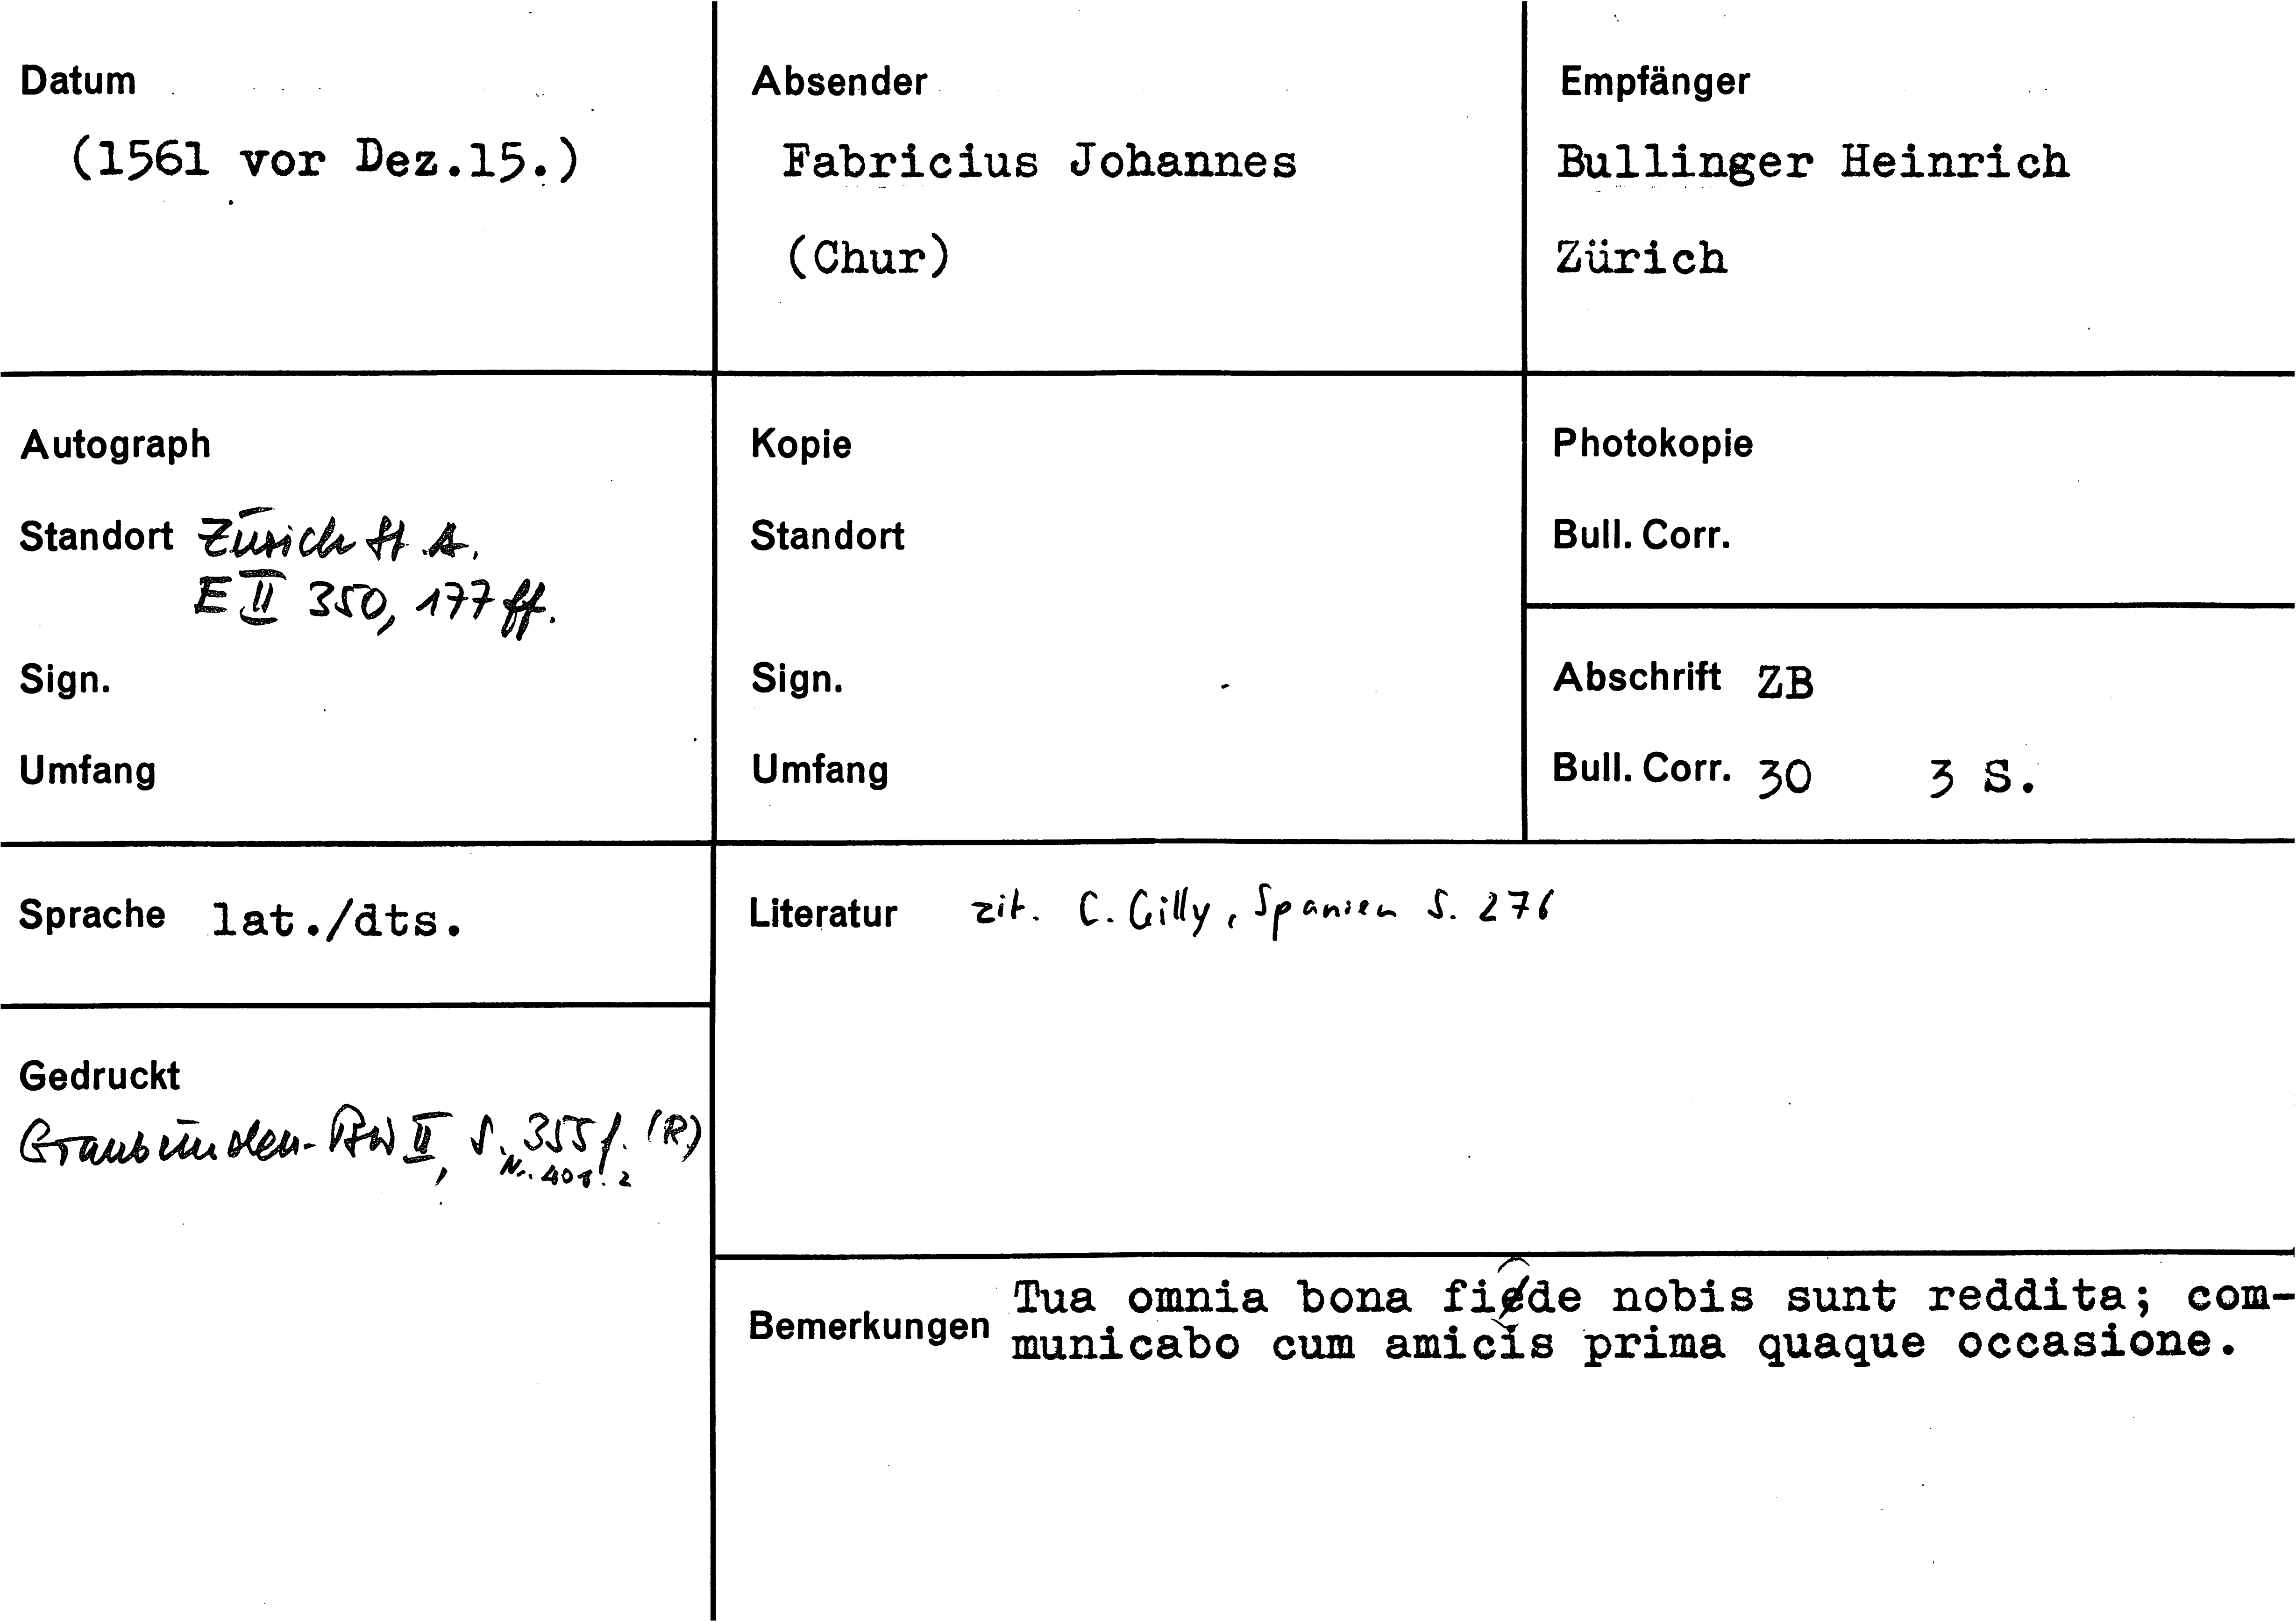 Datum
(1561 vor Dez.15.)
Absender
Fabricius Johannes
(Chur)
Empfänger
Bullinger Heinrich
Zürich
Autograph
Standort Zürich St.A.
E II 350, 177 ff.
Sign.
Umfang
Kopie
Standort
Sign.
Umfang
Photokopie
Bull. Corr.
Abschrift ZB
Bull. Corr. 30 3 S.
Sprache lat./dts.
Literatur zit. C. Gilly, Spanien S. 276
Gedruckt
Graubünden-BW II, S. 355 f. (R)
Nr. 401. 2
Bemerkungen
Tua omnia bona fide nobis sunt reddita; com-
municabo cum amicis prima quaque occasione.